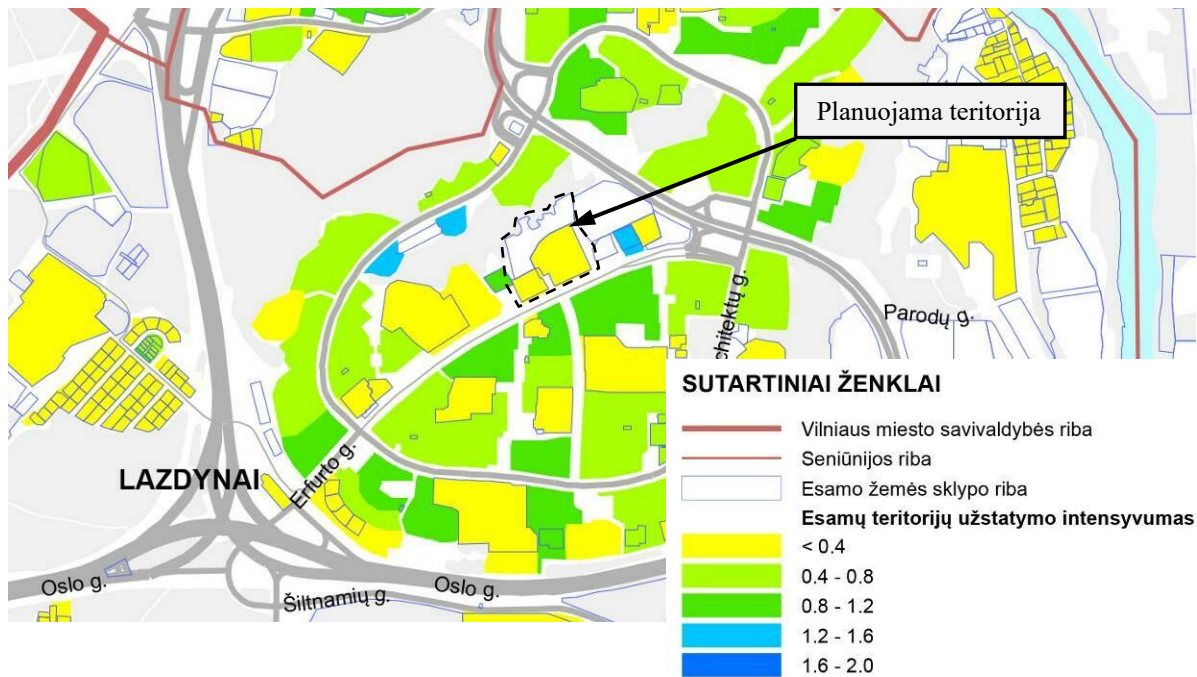 Planuojama teritorija
Parodų g.
chitektų g.
LAZDYNAI
Erfurto g.
Oslo g.
Šiltnamių g.
Oslo g.
SUTARTINIAI ŽENKLAI
Vilniaus miesto savivaldybės riba
Seniūnijos riba
Esamo žemės sklypo riba
Esamų teritorijų užstatymo intensyvumas
< 0.4
0.4 - 0.8
0.8 - 1.2
1.2 - 1.6
1.6 - 2.0